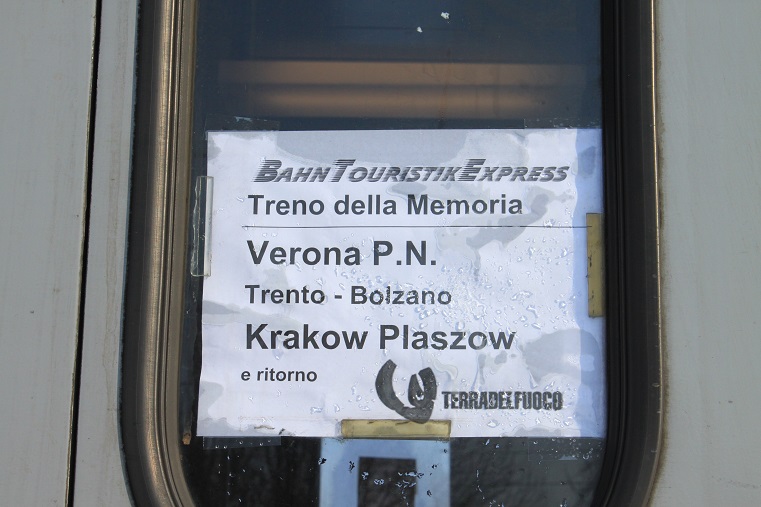 BAHNTOURISTIKEXPRESS
Treno della Memoria
Verona P.N.
Trento - Bolzano
Krakow Plaszow
e ritorno
TERRADELFUOCO